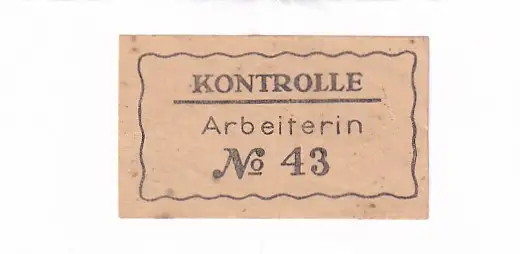 KONTROLLE
Arbeiterin
№ 43